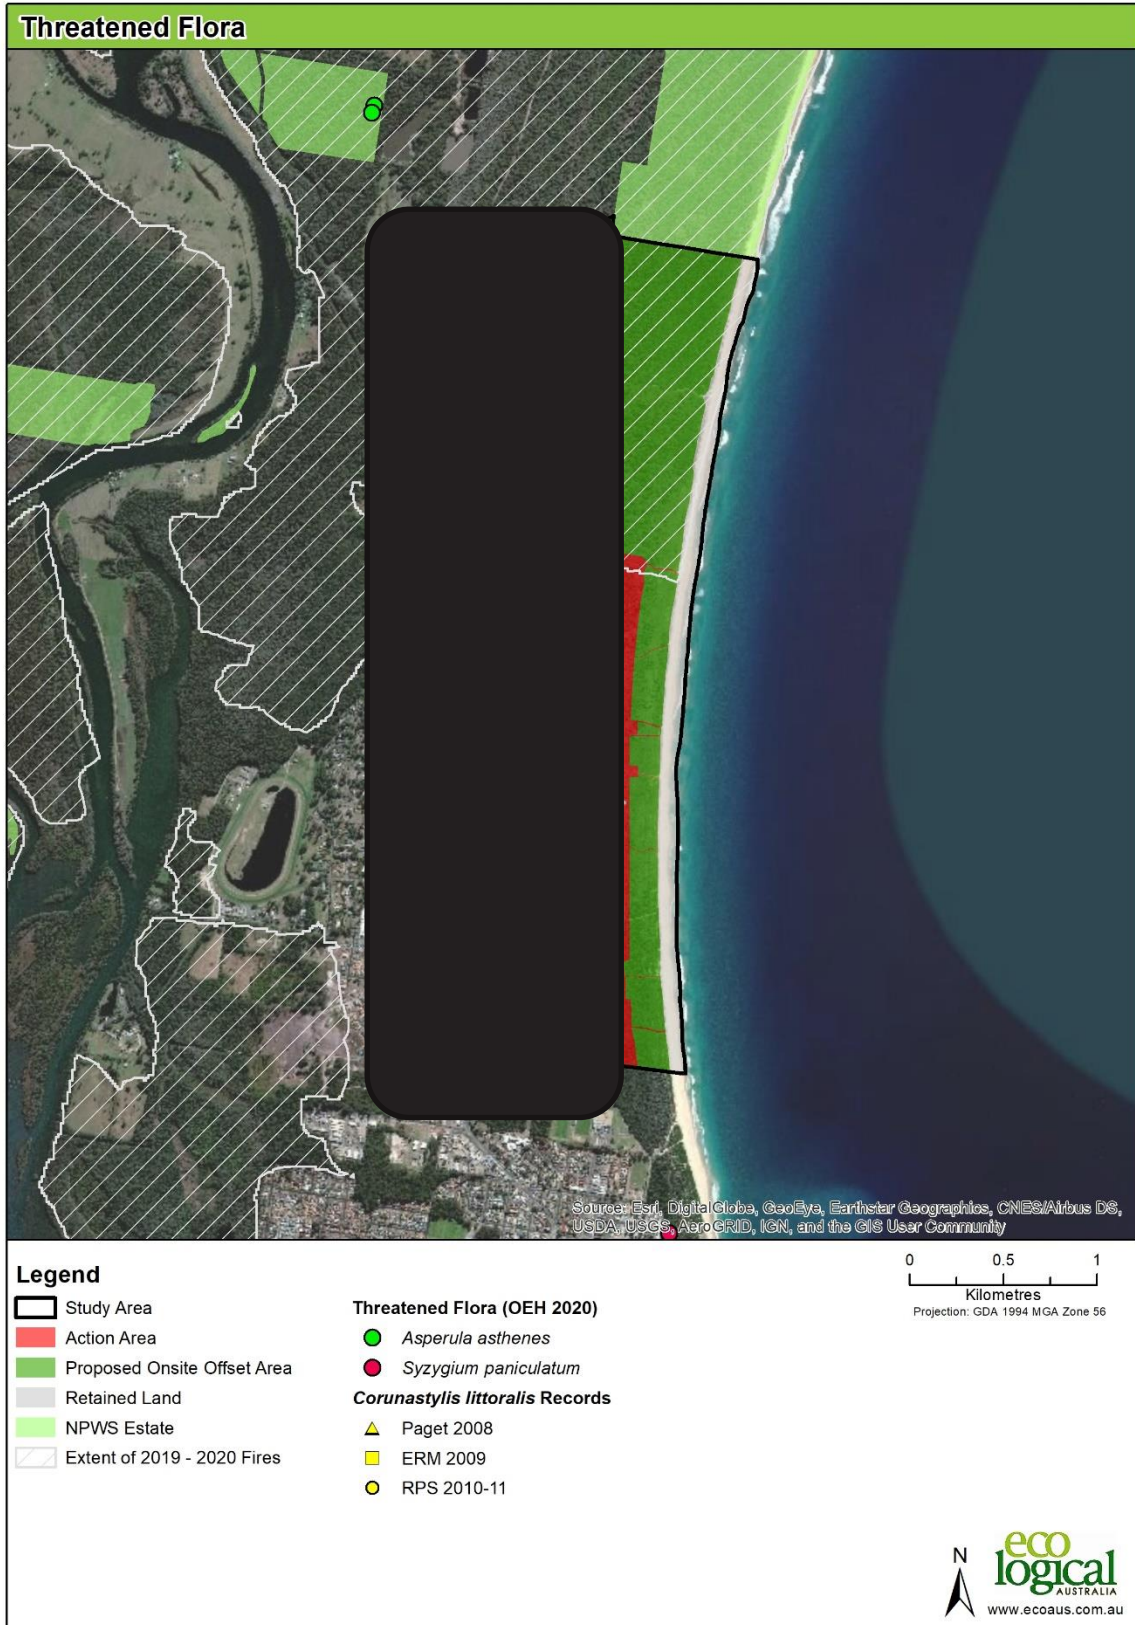 Threatened Flora
Source: Esri, DigitalGlobe, GeoEye, Earthstar Geographics, CNES/Airbus DS,
USDA, USGS, AeroGRID, IGN, and the GIS User Community
Legend
Study Area
Action Area
Proposed Onsite Offset Area
Retained Land
NPWS Estate
Extent of 2019 - 2020 Fires
Threatened Flora (OEH 2020)
Asperula asthenes
Syzygium paniculatum
Corunastylis littoralis Records
Paget 2008
ERM 2009
RPS 2010-11
0 0.5 1
Kilometres
Projection: GDA 1994 MGA Zone 56
N
eco
logical
AUSTRALIA
www.ecoaus.com.au